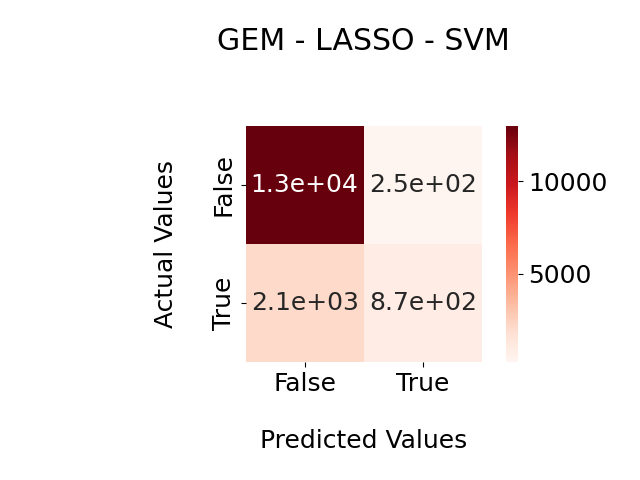 GEM - LASSO - SVM
Actual Values
False
1.3e+04 2.5e+02
True
2.1e+03 8.7e+02
False True
Predicted Values
10000
5000